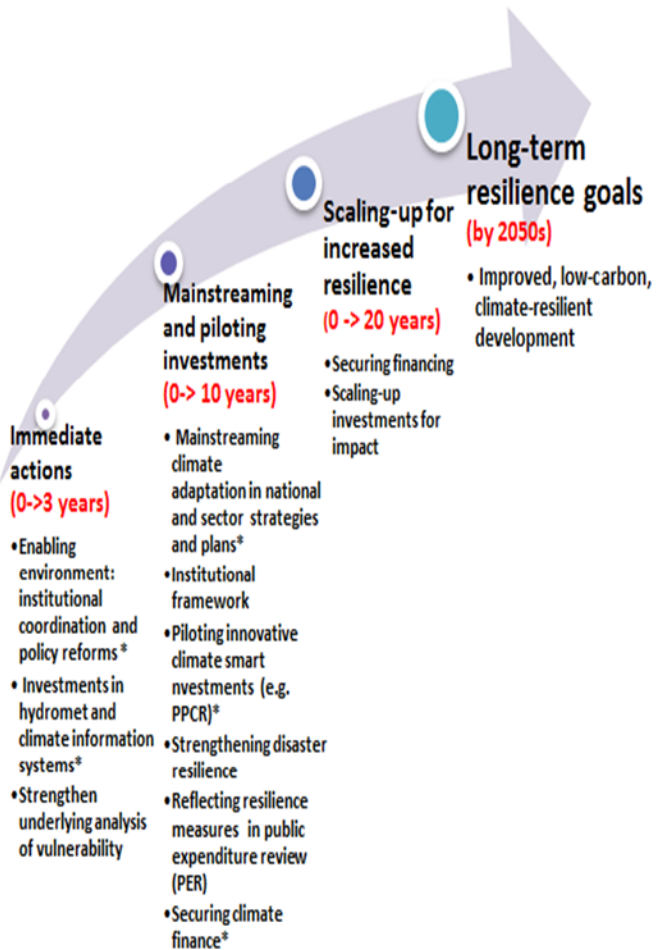 Immediate
actions
(0->3 years)
•Enabling
environment:
institutional
coordination and
policy reforms *
• Investments in
hydromet and
climate information
systems*
•Strengthen
underlying analysis
of vulnerability
Mainstreaming
and piloting
investments
(0-> 10 years)
• Mainstreaming
climate
adaptation in national
and sector strategies
and plans*
•Institutional
framework
•Piloting innovative
climate smart
nvestments (e.g.
PPCR)*
•Strengthening disaster
resilience
•Reflecting resilience
measures in public
expenditure review
(PER)
•Securing climate
finance*
Scaling-up for
increased
resilience
(0 -> 20 years)
•Securing financing
•Scaling-up
investments for
impact
Long-term
resilience goals
(by 2050s)
• Improved, low-carbon,
climate-resilient
development